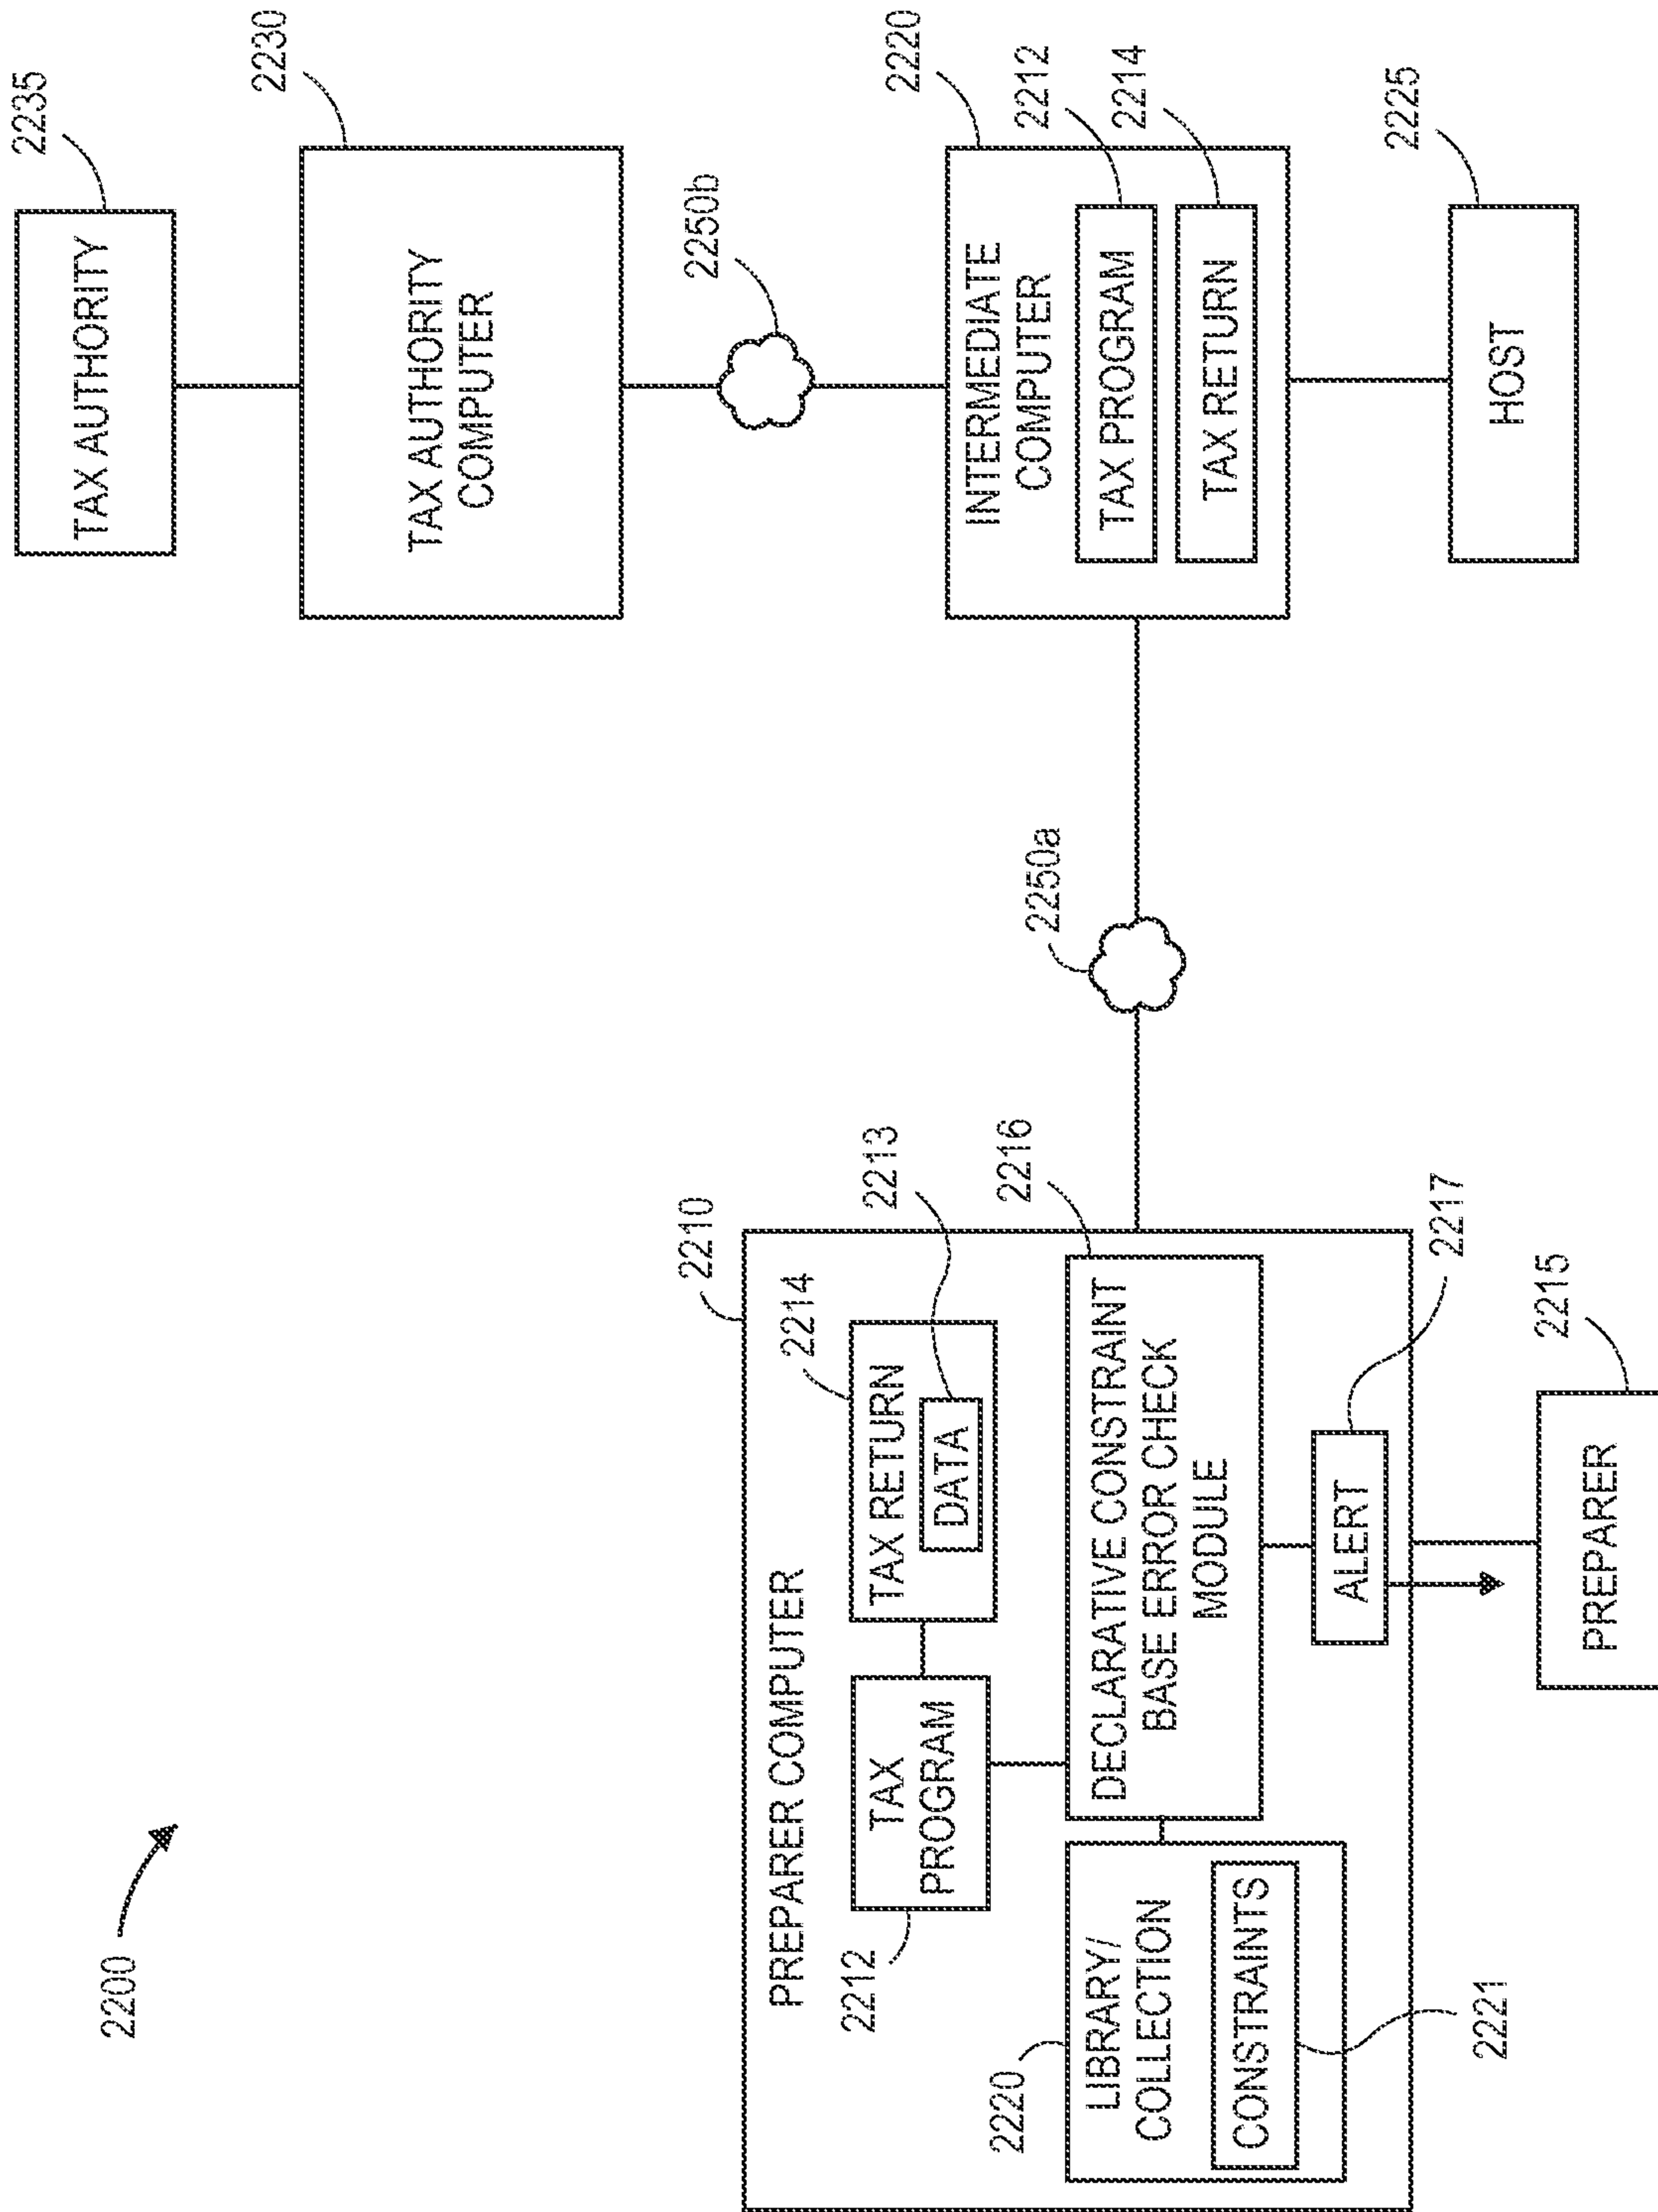 2200
PREPARER COMPUTER
2210
TAX
PROGRAM
2212
TAX RETURN
2214
DATA
2213
LIBRARY/
COLLECTION
2220
CONSTRAINTS
2221
DECLARATIVE CONSTRAINT
BASE ERROR CHECK
MODULE
2216
ALERT
2217
PREPARER
2215
2250a
TAX AUTHORITY
2235
TAX AUTHORITY
COMPUTER
2230
2250b
INTERMEDIATE
COMPUTER
2220
TAX PROGRAM
2212
TAX RETURN
2214
HOST
2225